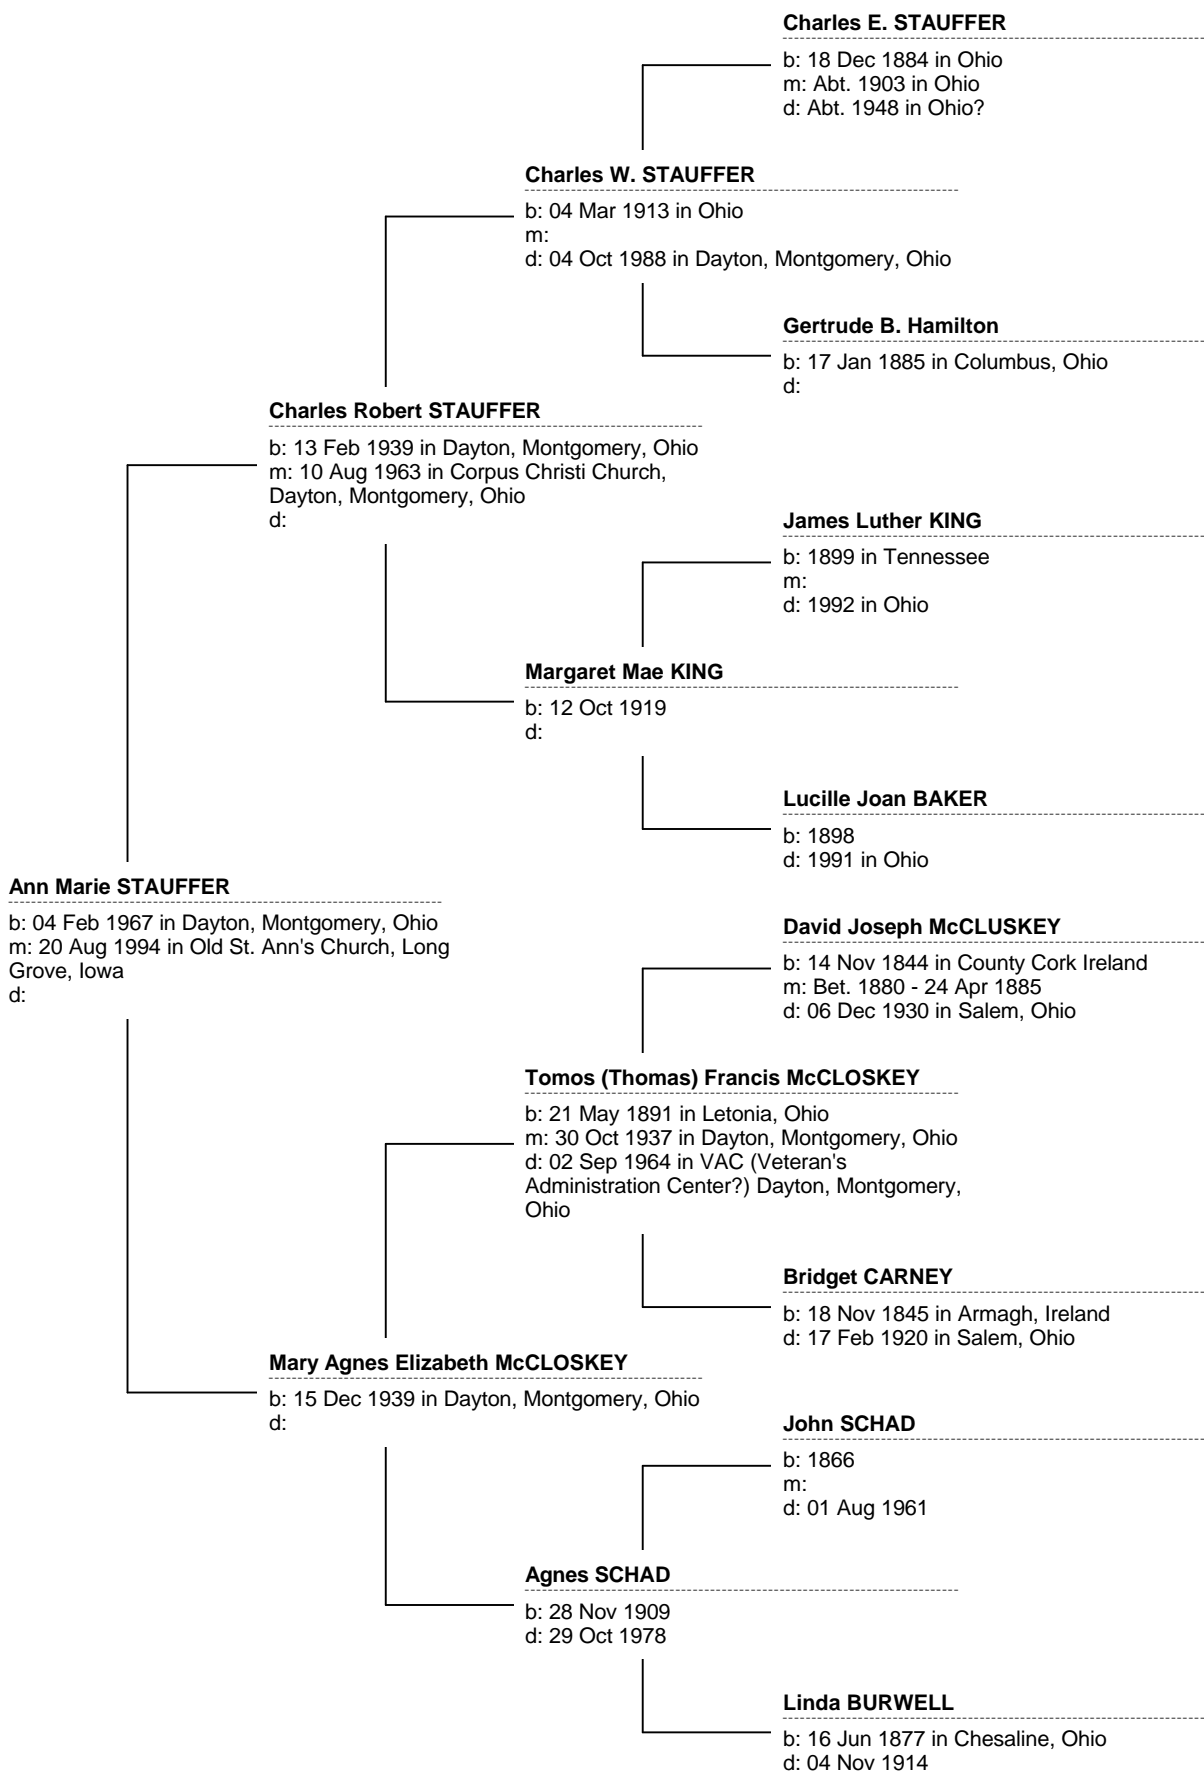 Charles E. STAUFFER
b: 18 Dec 1884 in Ohio
m: Abt. 1903 in Ohio
d: Abt. 1948 in Ohio?
Charles W. STAUFFER
b: 04 Mar 1913 in Ohio
m:
d: 04 Oct 1988 in Dayton, Montgomery, Ohio
Gertrude B. Hamilton
b: 17 Jan 1885 in Columbus, Ohio
d:
Charles Robert STAUFFER
b: 13 Feb 1939 in Dayton, Montgomery, Ohio
m: 10 Aug 1963 in Corpus Christi Church,
Dayton, Montgomery, Ohio
d:
James Luther KING
b: 1899 in Tennessee
m:
d: 1992 in Ohio
Margaret Mae KING
b: 12 Oct 1919
d:
Lucille Joan BAKER
b: 1898
d: 1991 in Ohio
Ann Marie STAUFFER
b: 04 Feb 1967 in Dayton, Montgomery, Ohio
m: 20 Aug 1994 in Old St. Ann's Church, Long
Grove, Iowa
d:
David Joseph McCLUSKEY
b: 14 Nov 1844 in County Cork Ireland
m: Bet. 1880 - 24 Apr 1885
d: 06 Dec 1930 in Salem, Ohio
Tomos (Thomas) Francis McCLOSKEY
b: 21 May 1891 in Letonia, Ohio
m: 30 Oct 1937 in Dayton, Montgomery, Ohio
d: 02 Sep 1964 in VAC (Veteran's
Administration Center?) Dayton, Montgomery,
Ohio
Bridget CARNEY
b: 18 Nov 1845 in Armagh, Ireland
d: 17 Feb 1920 in Salem, Ohio
Mary Agnes Elizabeth McCLOSKEY
b: 15 Dec 1939 in Dayton, Montgomery, Ohio
d:
John SCHAD
b: 1866
m:
d: 01 Aug 1961
Agnes SCHAD
b: 28 Nov 1909
d: 29 Oct 1978
Linda BURWELL
b: 16 Jun 1877 in Chesaline, Ohio
d: 04 Nov 1914